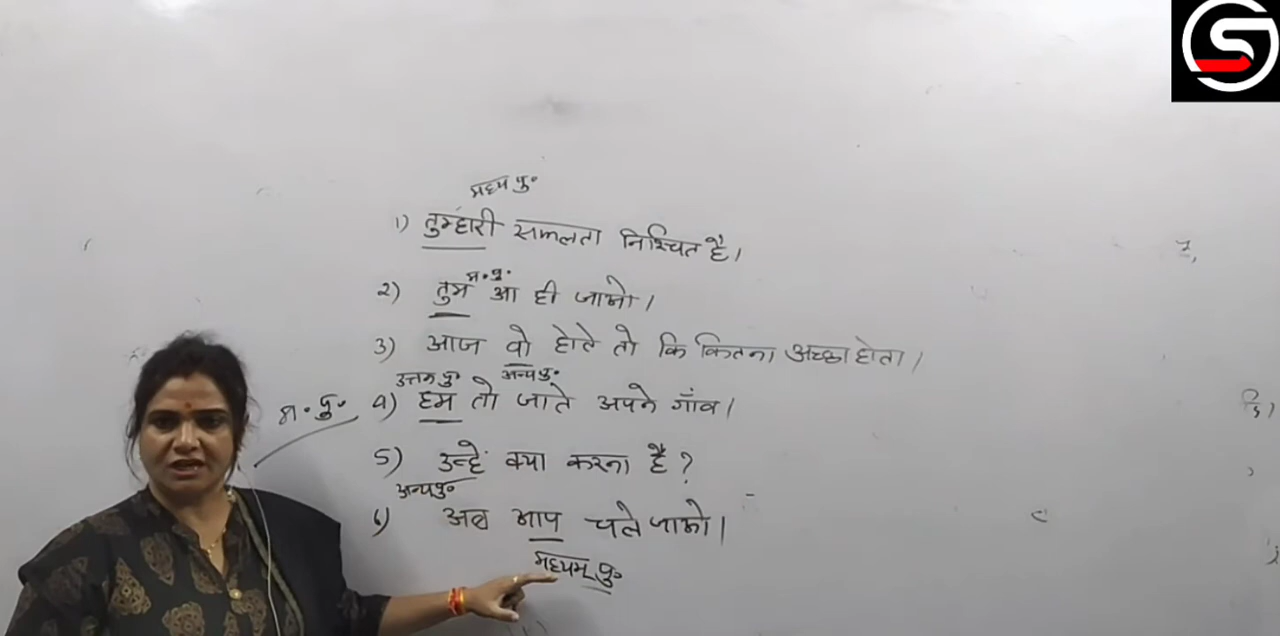 मध्य पु॰
1) तुम्हारी सफलता निश्चित है।
म॰ पु॰
2) तुम आ ही जाओ।
3) आज वो होते तो कि कितना अच्छा होता।
उत्तम पु॰ अन्य पु॰
4) हम तो जाते अपने गाँव।
पु॰
5) उन्हें क्या करना है?
अन्य पु॰
6) अब आप चले जाओ।
मध्यम् पु॰
S